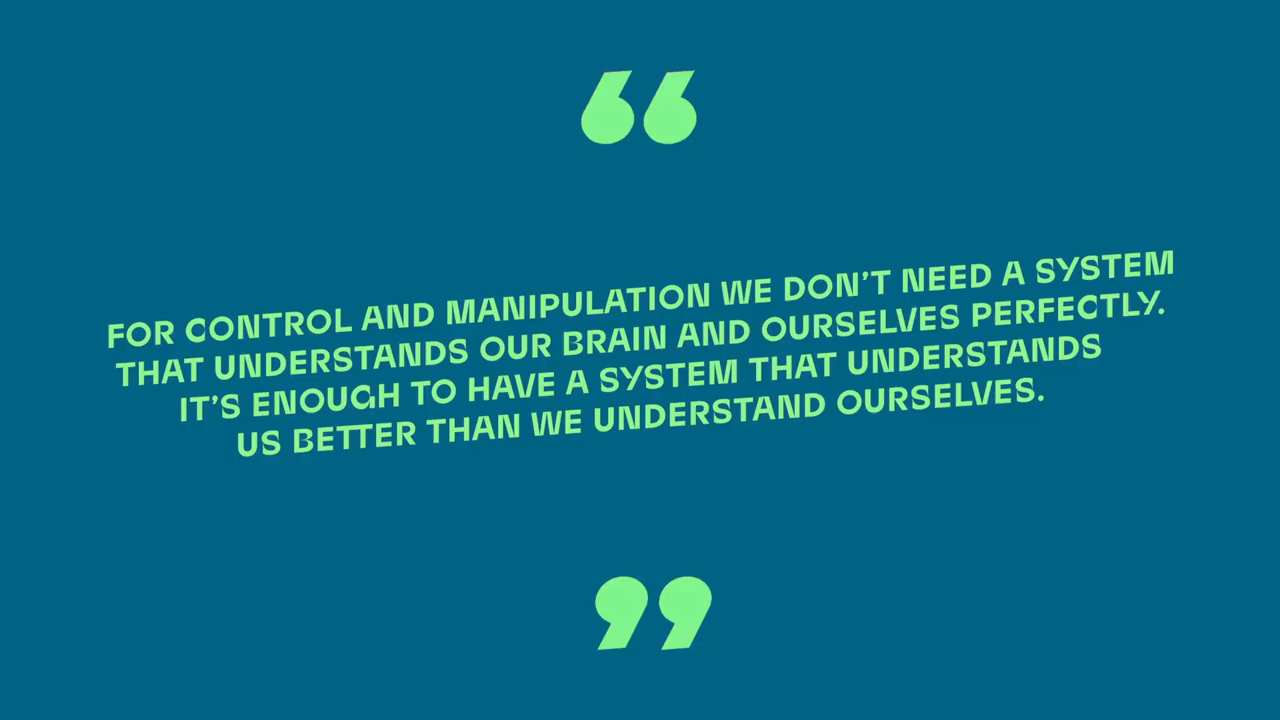 “
FOR CONTROL AND MANIPULATION WE DON’T NEED A SYSTEM
THAT UNDERSTANDS OUR BRAIN AND OURSELVES PERFECTLY.
IT’S ENOUGH TO HAVE A SYSTEM THAT UNDERSTANDS
US BETTER THAN WE UNDERSTAND OURSELVES.
”